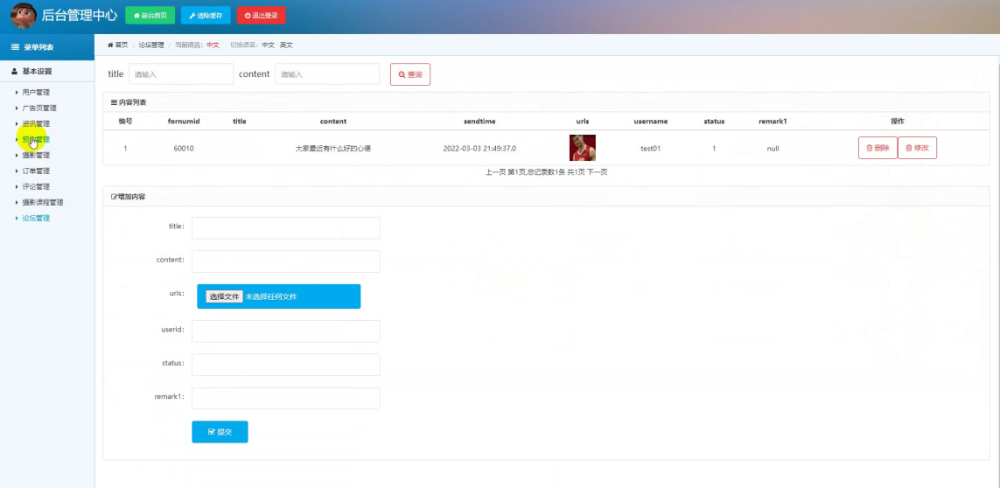 后台管理中心 前台首页 清除缓存 退出登录
菜单列表
首页 / 论坛管理 / 当前语言: 中文 切换语言: 中文 英文
基本设置
用户管理
广告页管理
资讯管理
预约管理
摄影管理
订单管理
评论管理
摄影课程管理
论坛管理
title 请输入 content 请输入 查询
内容列表
编号 fornumid title content sendtime urls username status remark1 操作
1 60010 大家最近有什么好的心德 2022-03-03 21:49:37.0 test01 1 null 删除 修改
上一页 第1页,总记录数1条 共1页 下一页
增加内容
title:
content:
urls: 选择文件 未选择任何文件
userid:
status:
remark1:
提交